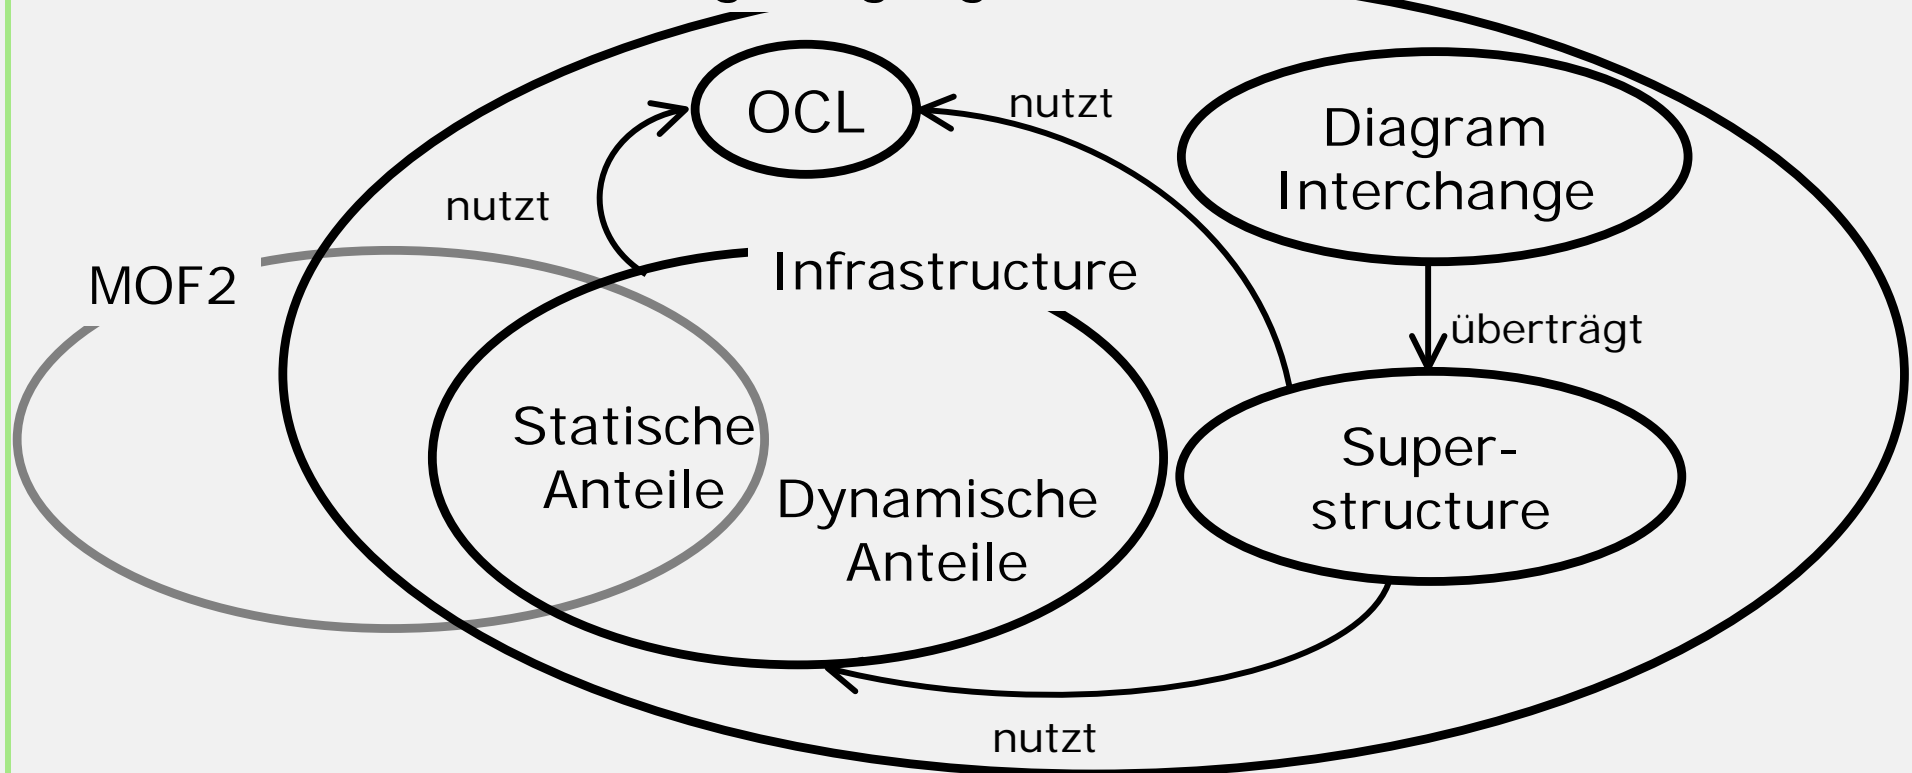 OCL
nutzt
Diagram
Interchange
nutzt
MOF2
Infrastructure
überträgt
Statische
Anteile
Dynamische
Anteile
Super-
structure
nutzt